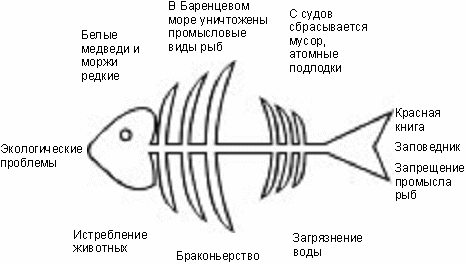 Белые
медведи и
моржи
редкие
В Баренцевом
море уничтожены
промысловые
виды рыб
С судов
сбрасывается
мусор,
атомные
подлодки
Экологические
проблемы
Красная
книга
Заповедник
Запрещение
промысла
рыб
Истребление
животных
Браконьерство
Загрязнение
воды